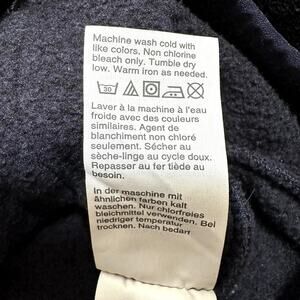 Machine wash cold with
like colors. Non chlorine
bleach only. Tumble dry
low. Warm iron as needed.
30
Laver à la machine à l'eau
froide avec des couleurs
similaires. Agent de
blanchiment non chloré
seulement. Sécher au
sèche-linge au cycle doux.
Repasser au fer tiède au
besoin.
In der maschine mit
ähnlichen farben kalt
waschen. Nur chlorfreies
bleichmittel verwenden. Bei
niedriger temperatur
trocknen. Nach bedarf